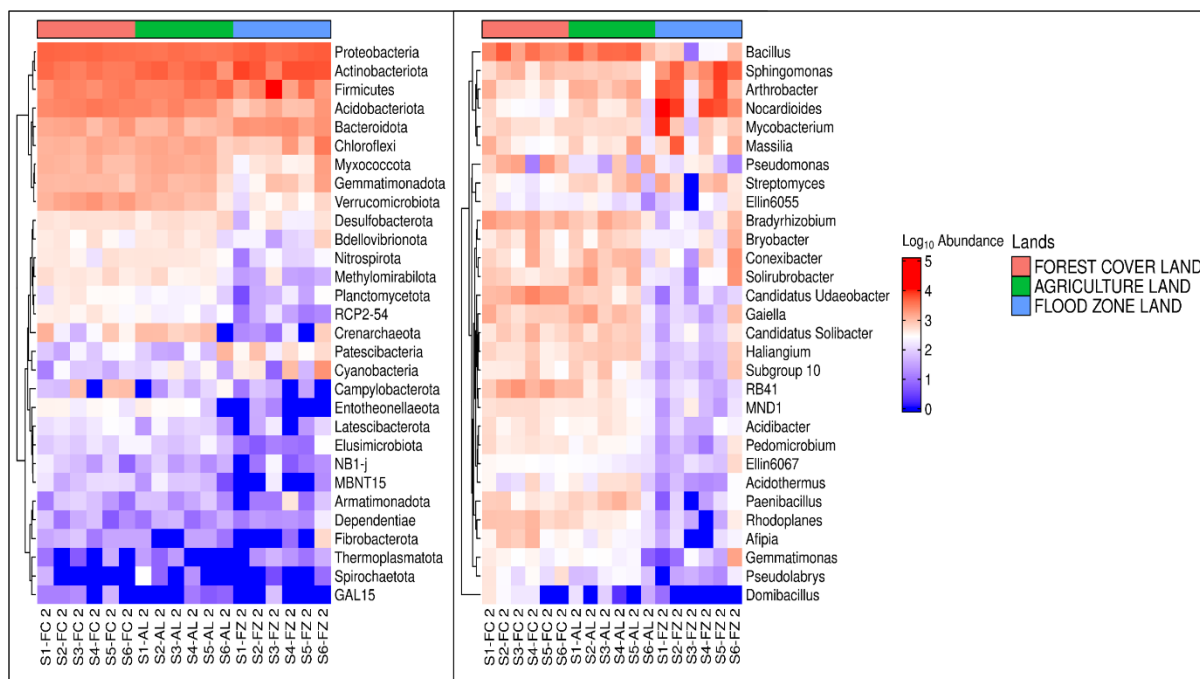 Proteobacteria
Actinobacteriota
Firmicutes
Acidobacteriota
Bacteroidota
Chloroflexi
Myxococcota
Gemmatimonadota
Verrucomicrobiota
Desulfobacterota
Bdellovibrionota
Nitrospirota
Methylomirabilota
Planctomycetota
RCP2-54
Crenarchaeota
Patescibacteria
Cyanobacteria
Campylobacterota
Entotheonellaeota
Latescibacterota
Elusimicrobiota
NB1-j
MBNT15
Armatimonadota
Dependentiae
Fibrobacterota
Thermoplasmatota
Spirochaetota
GAL15
S1-FC 2
S2-FC 2
S3-FC 2
S4-FC 2
S5-FC 2
S6-FC 2
S1-AL 2
S2-AL 2
S3-AL 2
S4-AL 2
S5-AL 2
S6-AL 2
S1-FZ 2
S2-FZ 2
S3-FZ 2
S4-FZ 2
S5-FZ 2
S6-FZ 2
Bacillus
Sphingomonas
Arthrobacter
Nocardioides
Mycobacterium
Massilia
Pseudomonas
Streptomyces
Ellin6055
Bradyrhizobium
Bryobacter
Conexibacter
Solirubrobacter
Candidatus Udaeobacter
Gaiella
Candidatus Solibacter
Haliangium
Subgroup 10
RB41
MND1
Acidibacter
Pedomicrobium
Ellin6067
Acidothermus
Paenibacillus
Rhodoplanes
Afipia
Gemmatimonas
Pseudolabrys
Domibacillus
S1-FC 2
S2-FC 2
S3-FC 2
S4-FC 2
S5-FC 2
S6-FC 2
S1-AL 2
S2-AL 2
S3-AL 2
S4-AL 2
S5-AL 2
S6-AL 2
S1-FZ 2
S2-FZ 2
S3-FZ 2
S4-FZ 2
S5-FZ 2
S6-FZ 2
Log₁₀ Abundance
5
4
3
2
1
0
Lands
FOREST COVER LAND
AGRICULTURE LAND
FLOOD ZONE LAND